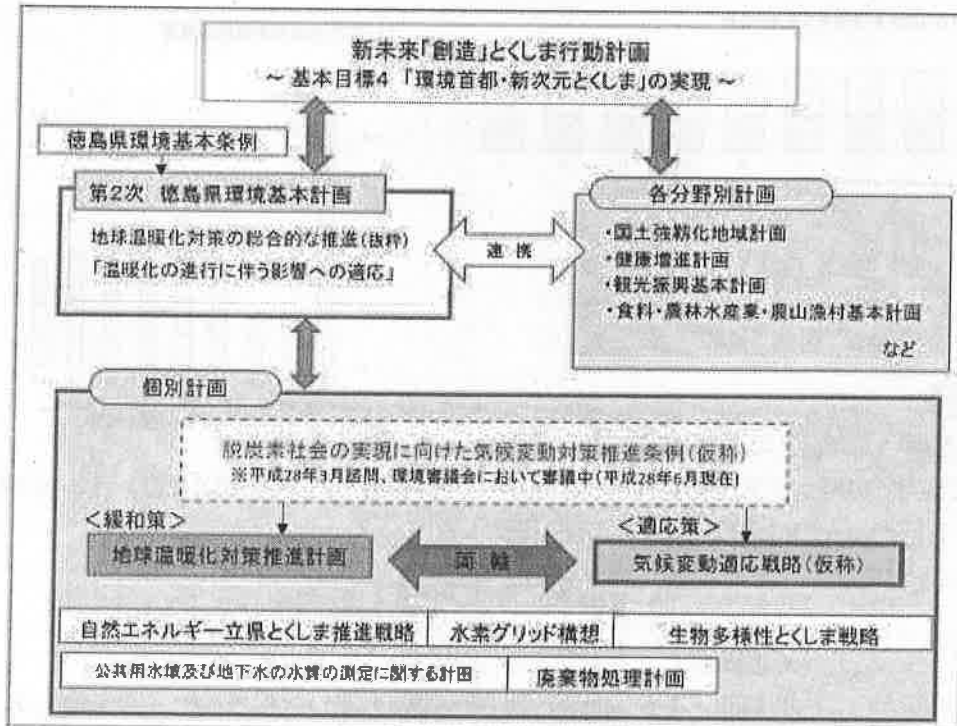 新未来「創造」とくしま行動計画
～ 基本目標4 「環境首都・新次元とくしま」の実現 ～
徳島県環境基本条例
第2次 徳島県環境基本計画
地球温暖化対策の総合的な推進(抜粋)
「温暖化の進行に伴う影響への適応」
連携
各分野別計画
・国土強靱化地域計画
・健康増進計画
・観光振興基本計画
・食料・農林水産業・農山漁村基本計画
など
個別計画
脱炭素社会の実現に向けた気候変動対策推進条例(仮称)
※平成28年3月諮問、環境審議会において審議中(平成28年6月現在)
＜緩和策＞
＜適応策＞
地球温暖化対策推進計画
両輪
気候変動適応戦略(仮称)
自然エネルギー立県とくしま推進戦略
水素グリッド構想
生物多様性とくしま戦略
公共用水域及び地下水の水質の測定に関する計画
廃棄物処理計画